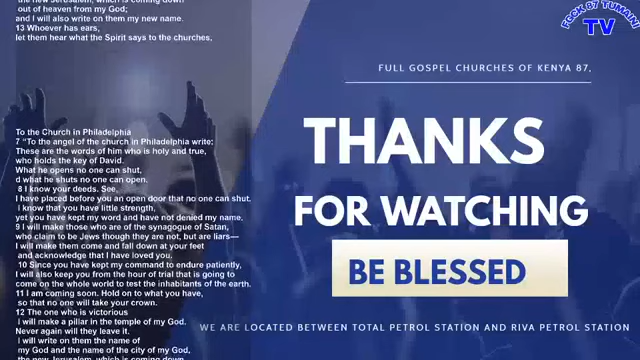 the new Jerusalem, which is coming down
out of heaven from my God;
and I will also write on them my new name.
13 Whoever has ears,
let them hear what the Spirit says to the churches,
To the Church in Philadelphia
7 “To the angel of the church in Philadelphia write;
These are the words of him who is holy and true,
who holds the key of David.
What he opens no one can shut,
d what he shuts no one can open.
8 I know your deeds. See,
I have placed before you an open door that no one can shut.
I know that you have little strength,
yet you have kept my word and have not denied my name.
9 I will make those who are of the synagogue of Satan,
who claim to be Jews though they are not, but are liars—
I will make them come and fall down at your feet
and acknowledge that I have loved you.
10 Since you have kept my command to endure patiently,
I will also keep you from the hour of trial that is going to
come on the whole world to test the inhabitants of the earth.
11 I am coming soon. Hold on to what you have,
so that no one will take your crown.
12 The one who is victorious
I will make a pillar in the temple of my God.
Never again will they leave it.
I will write on them the name of
my God and the name of the city of my God,
the new Jerusalem, which is coming down
FGCK 87 TUMAINI
TV
FULL GOSPEL CHURCHES OF KENYA 87,
THANKS
FOR WATCHING
BE BLESSED
WE ARE LOCATED BETWEEN TOTAL PETROL STATION AND RIVA PETROL STATION